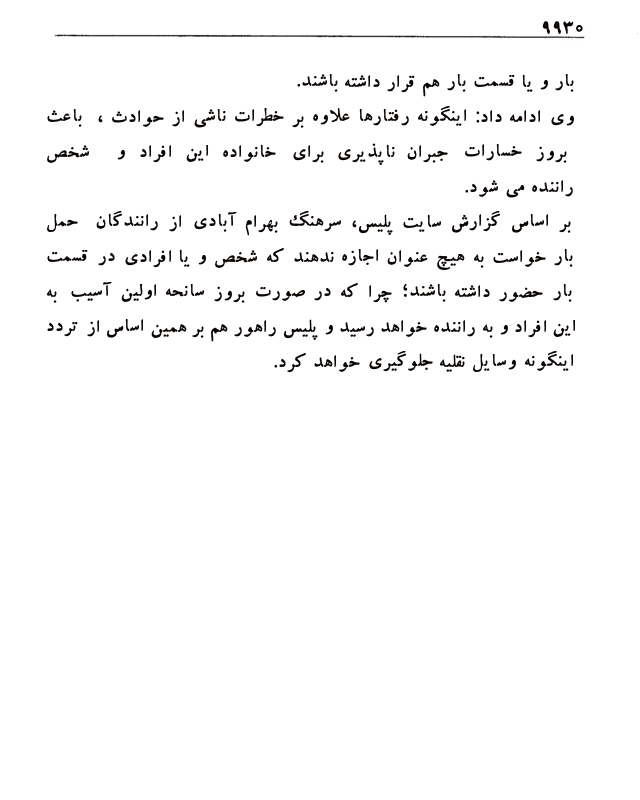 ۹۹۳۰
بار و یا قسمت بار هم قرار داشته باشند.
وی ادامه داد: اینگونه رفتارها علاوه بر خطرات ناشی از حوادث ، باعث
بروز خسارات جبران ناپذیری برای خانواده این افراد و شخص
راننده می شود.
بر اساس گزارش سایت پلیس، سرهنگ بهرام آبادی از رانندگان حمل
بار خواست به هیچ عنوان اجازه ندهند که شخص و یا افرادی در قسمت
بار حضور داشته باشند؛ چرا که در صورت بروز سانحه اولین آسیب به
این افراد و به راننده خواهد رسید و پلیس راهور هم بر همین اساس از تردد
اینگونه وسایل نقلیه جلوگیری خواهد کرد.